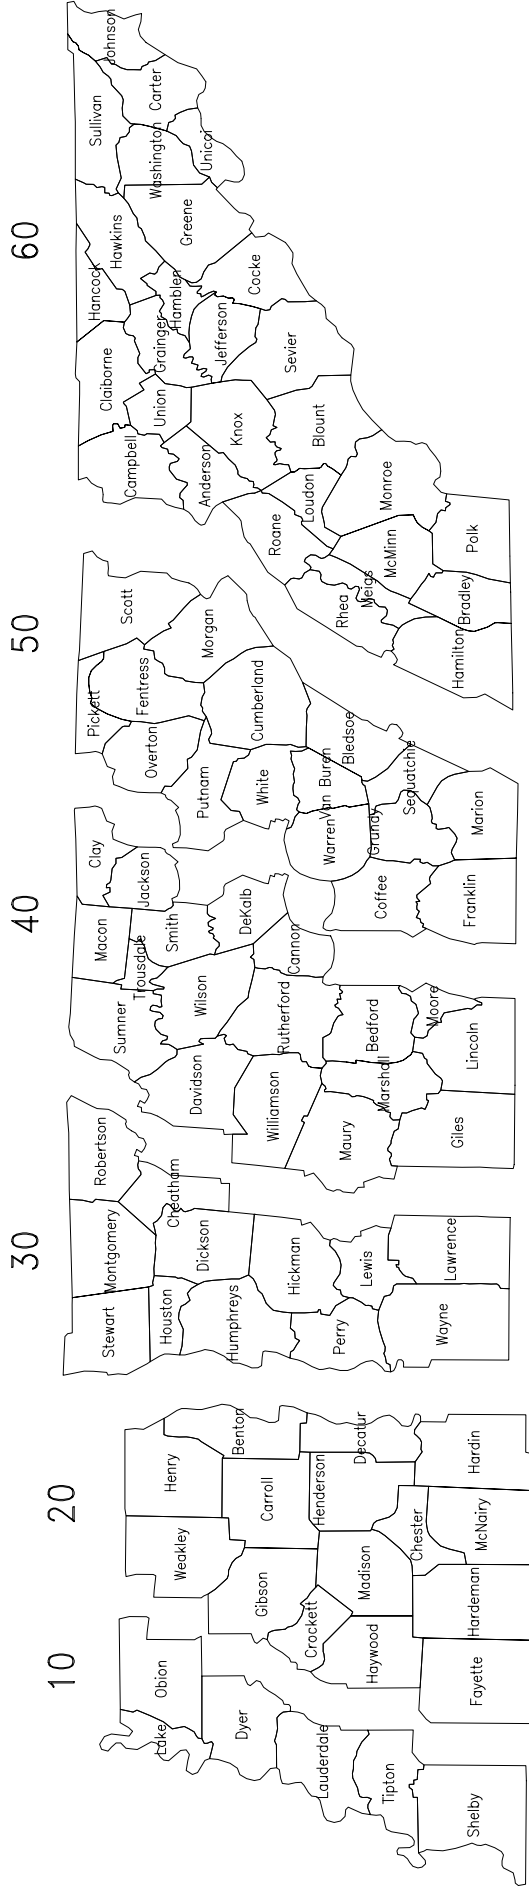 10
20
30
40
50
60
Lake
Obion
Dyer
Lauderdale
Tipton
Shelby
Weakley
Henry
Benton
Gibson
Carroll
Crockett
Henderson
Decatur
Haywood
Madison
Chester
Fayette
Hardeman
McNairy
Hardin
Stewart
Montgomery
Robertson
Houston
Dickson
Cheatham
Humphreys
Hickman
Perry
Lewis
Wayne
Lawrence
Sumner
Macon
Clay
Trousdale
Smith
Jackson
Davidson
Wilson
DeKalb
Williamson
Rutherford
Cannon
Maury
Marshall
Bedford
Moore
Coffee
Giles
Lincoln
Franklin
Pickett
Scott
Overton
Fentress
Morgan
Putnam
White
Cumberland
Warren
Van Buren
Bledsoe
Grundy
Sequatchie
Marion
Campbell
Claiborne
Hancock
Hawkins
Sullivan
Johnson
Anderson
Union
Grainger
Hamblen
Greene
Washington
Carter
Unicoi
Roane
Loudon
Knox
Jefferson
Cocke
Rhea
Meigs
McMinn
Monroe
Blount
Sevier
Hamilton
Bradley
Polk